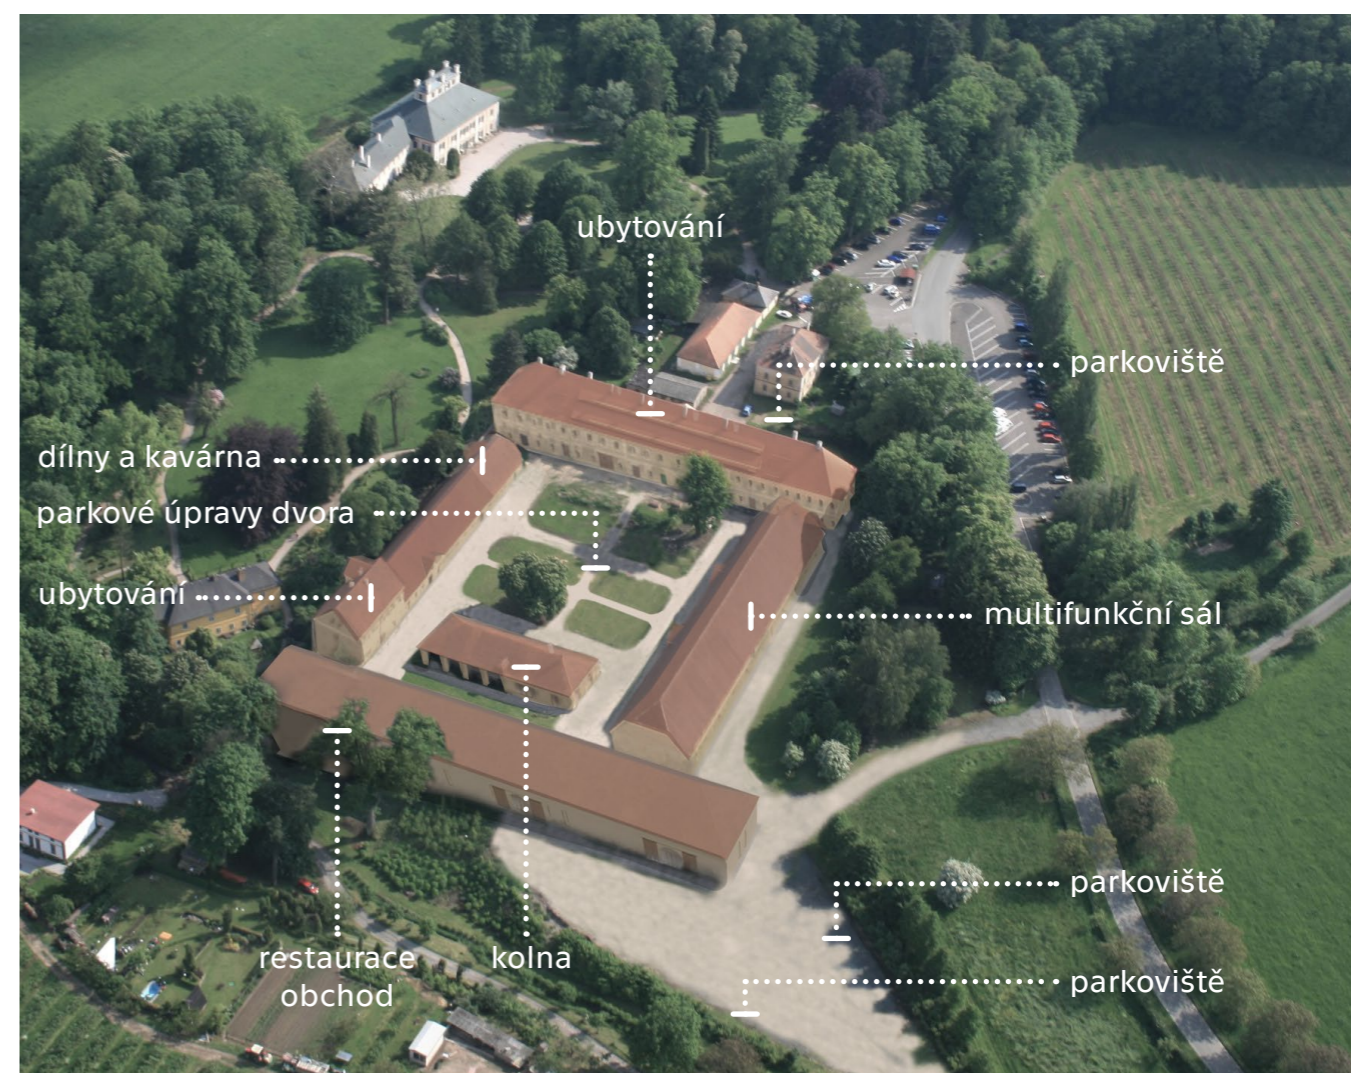 ubytování
parkoviště
dílny a kavárna
parkové úpravy dvora
ubytování
multifunkční sál
parkoviště
restaurace
obchod
kolna
parkoviště